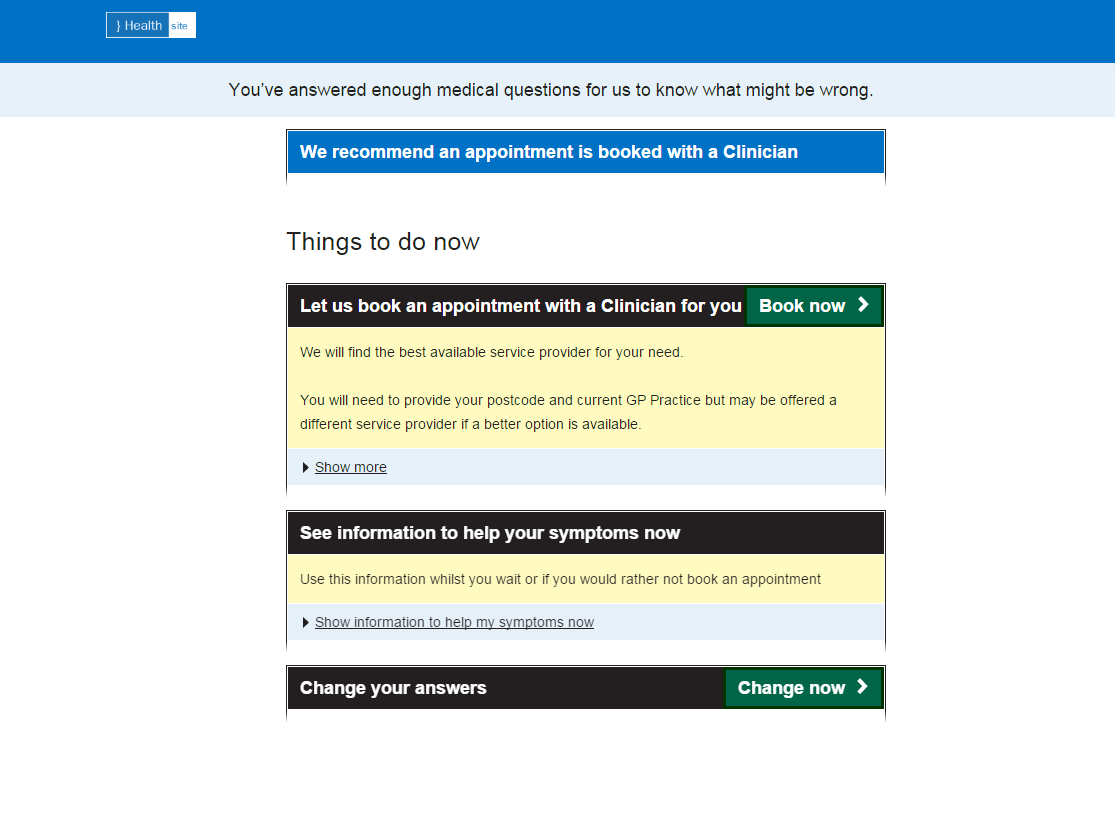 } Health site
You've answered enough medical questions for us to know what might be wrong.
We recommend an appointment is booked with a Clinician
Things to do now
Let us book an appointment with a Clinician for you Book now
We will find the best available service provider for your need.
You will need to provide your postcode and current GP Practice but may be offered a
different service provider if a better option is available.
Show more
See information to help your symptoms now
Use this information whilst you wait or if you would rather not book an appointment
Show information to help my symptoms now
Change your answers Change now